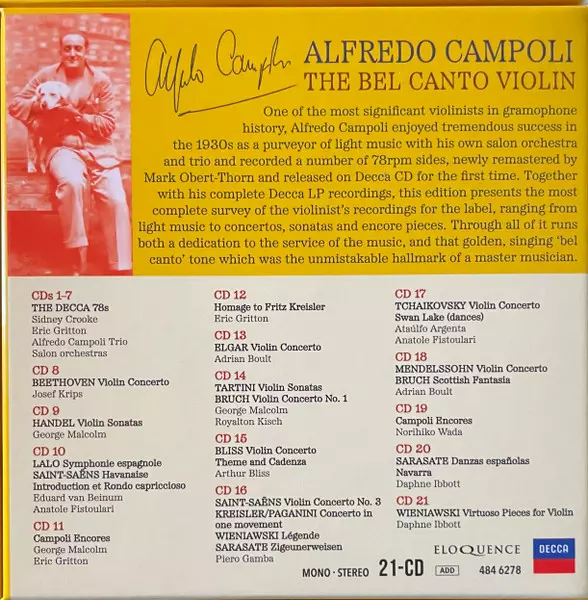 Alfredo Campoli
ALFREDO CAMPOLI
THE BEL CANTO VIOLIN
One of the most significant violinists in gramophone
history, Alfredo Campoli enjoyed tremendous success in
the 1930s as a purveyor of light music with his own salon orchestra
and trio and recorded a number of 78rpm sides, newly remastered by
Mark Obert-Thorn and released on Decca CD for the first time. Together
with his complete Decca LP recordings, this edition presents the most
complete survey of the violinist's recordings for the label, ranging from
light music to concertos, sonatas and encore pieces. Through all of it runs
both a dedication to the service of the music, and that golden, singing 'bel
canto' tone which was the unmistakable hallmark of a master musician.
CDs 1-7
THE DECCA 78s
Sidney Crooke
Eric Gritton
Alfredo Campoli Trio
Salon orchestras
CD 8
BEETHOVEN Violin Concerto
Josef Krips
CD 9
HANDEL Violin Sonatas
George Malcolm
CD 10
LALO Symphonie espagnole
SAINT-SAËNS Havanaise
Introduction et Rondo capriccioso
Eduard van Beinum
Anatole Fistoulari
CD 11
Campoli Encores
George Malcolm
Eric Gritton
CD 12
Homage to Fritz Kreisler
Eric Gritton
CD 13
ELGAR Violin Concerto
Adrian Boult
CD 14
TARTINI Violin Sonatas
BRUCH Violin Concerto No. 1
George Malcolm
Royalton Kisch
CD 15
BLISS Violin Concerto
Theme and Cadenza
Arthur Bliss
CD 16
SAINT-SAËNS Violin Concerto No. 3
KREISLER/PAGANINI Concerto in
one movement
WIENIAWSKI Légende
SARASATE Zigeunerweisen
Piero Gamba
CD 17
TCHAIKOVSKY Violin Concerto
Swan Lake (dances)
Ataúlfo Argenta
Anatole Fistoulari
CD 18
MENDELSSOHN Violin Concerto
BRUCH Scottish Fantasia
Adrian Boult
CD 19
Campoli Encores
Norihiko Wada
CD 20
SARASATE Danzas españolas
Navarra
Daphne Ibbott
CD 21
WIENIAWSKI Virtuoso Pieces for Violin
Daphne Ibbott
ELOQUENCE
DECCA
MONO · STEREO 21-CD ADD 484 6278